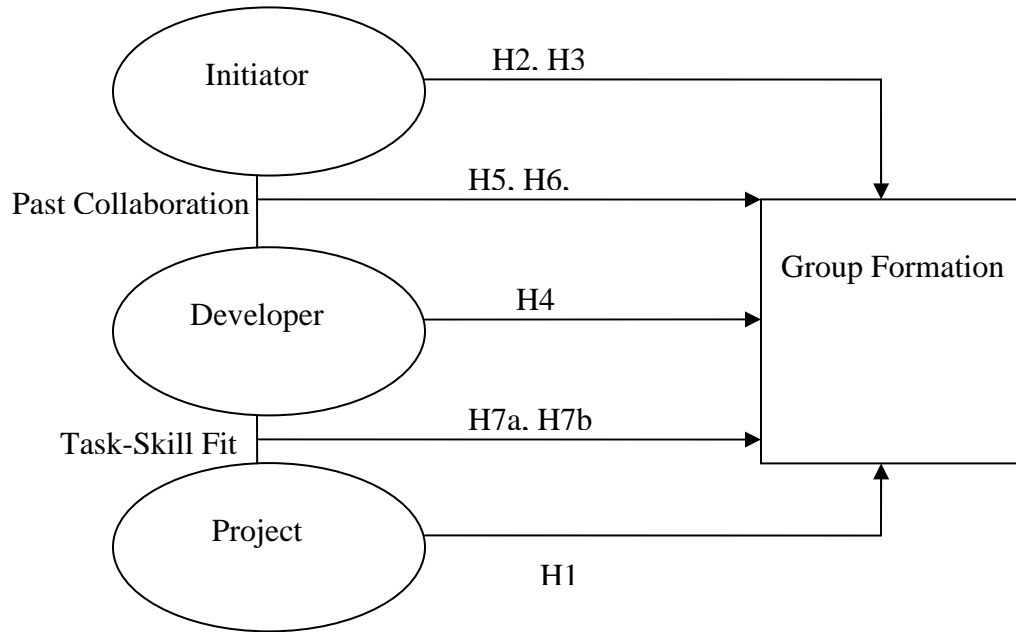 Initiator
H2, H3
H5, H6,
Past Collaboration
Group Formation
Developer
H4
H7a, H7b
Task-Skill Fit
Project
H1